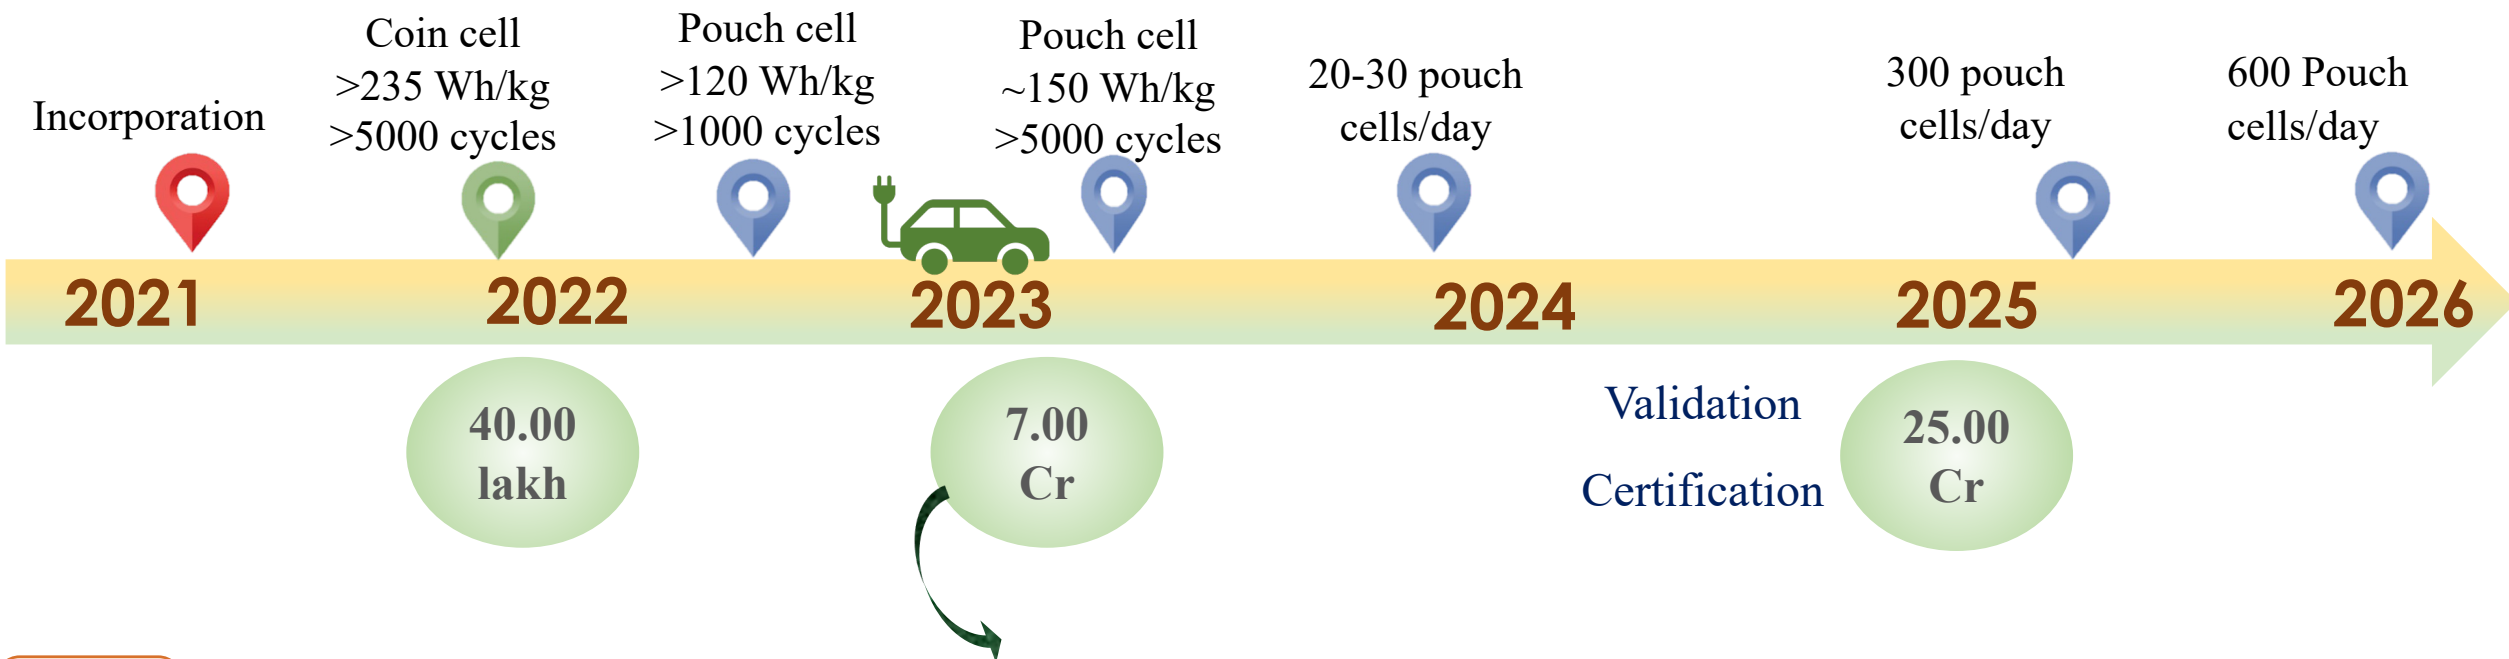 Incorporation
Coin cell
>235 Wh/kg
>5000 cycles
Pouch cell
>120 Wh/kg
>1000 cycles
Pouch cell
~150 Wh/kg
>5000 cycles
20-30 pouch
cells/day
300 pouch
cells/day
600 Pouch
cells/day
2021
2022
2023
2024
2025
2026
40.00
lakh
7.00
Cr
Validation
Certification
25.00
Cr